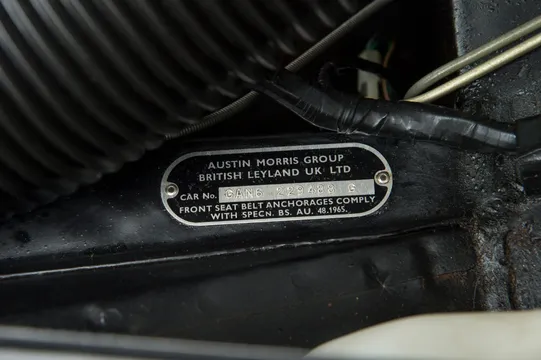 AUSTIN MORRIS GROUP
BRITISH LEYLAND UK LTD
CAR No.
FRONT SEAT BELT ANCHORAGES COMPLY
WITH SPECN. BS. AU. 48.1965.